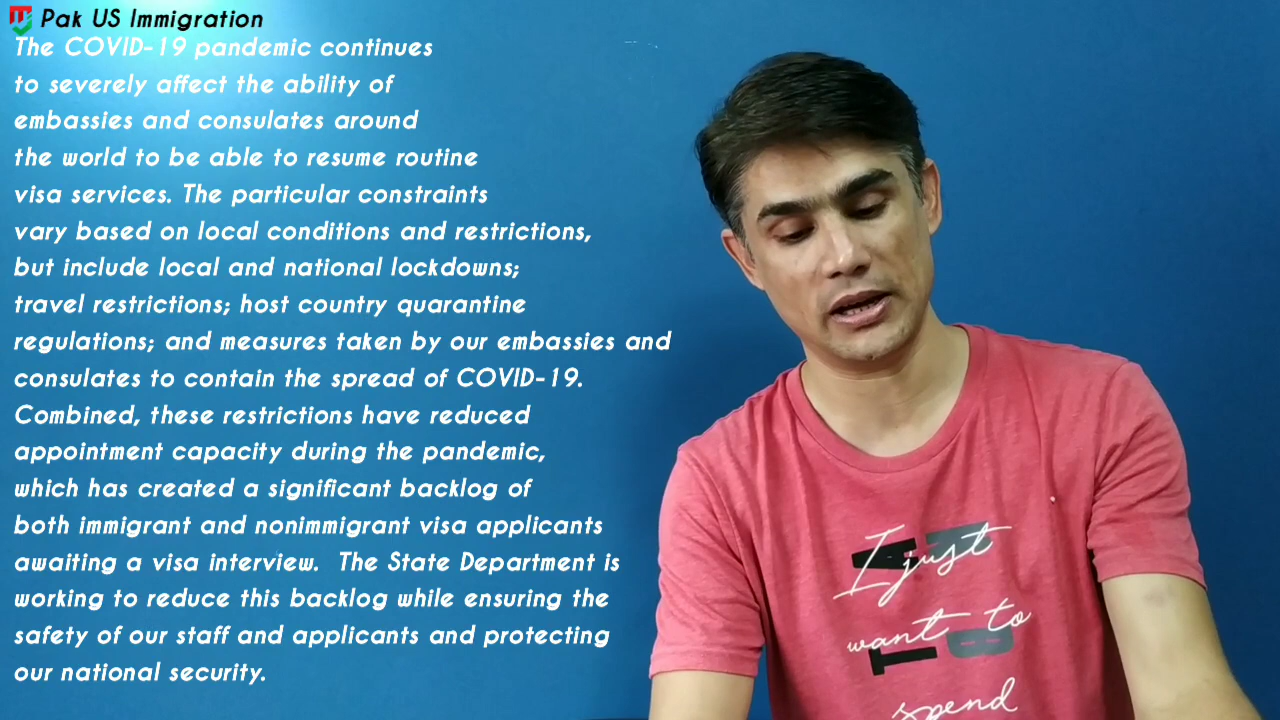 Pak US Immigration
The COVID-19 pandemic continues
to severely affect the ability of
embassies and consulates around
the world to be able to resume routine
visa services. The particular constraints
vary based on local conditions and restrictions,
but include local and national lockdowns;
travel restrictions; host country quarantine
regulations; and measures taken by our embassies and
consulates to contain the spread of COVID-19.
Combined, these restrictions have reduced
appointment capacity during the pandemic,
which has created a significant backlog of
both immigrant and nonimmigrant visa applicants
awaiting a visa interview.  The State Department is
working to reduce this backlog while ensuring the
safety of our staff and applicants and protecting
our national security.
I just
want to
spend